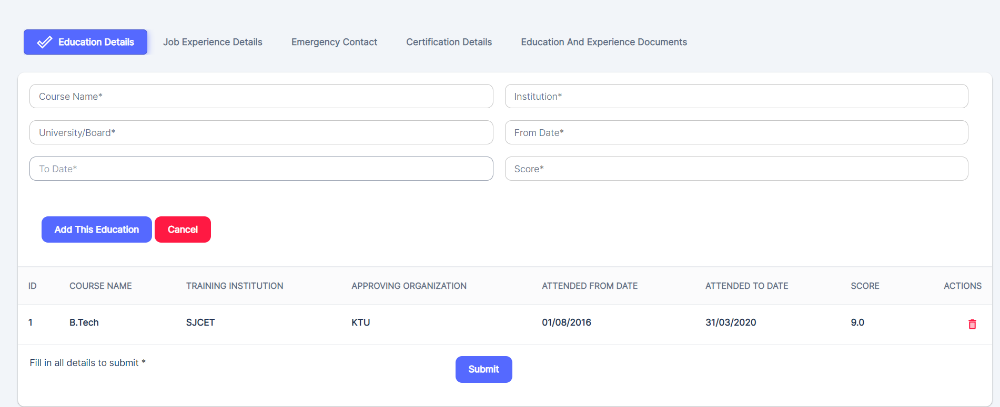 Education Details Job Experience Details Emergency Contact Certification Details Education And Experience Documents
Course Name* Institution*
University/Board* From Date*
To Date* Score*
Add This Education Cancel
ID COURSE NAME TRAINING INSTITUTION APPROVING ORGANIZATION ATTENDED FROM DATE ATTENDED TO DATE SCORE ACTIONS
1 B.Tech SJCET KTU 01/08/2016 31/03/2020 9.0
Fill in all details to submit *
Submit